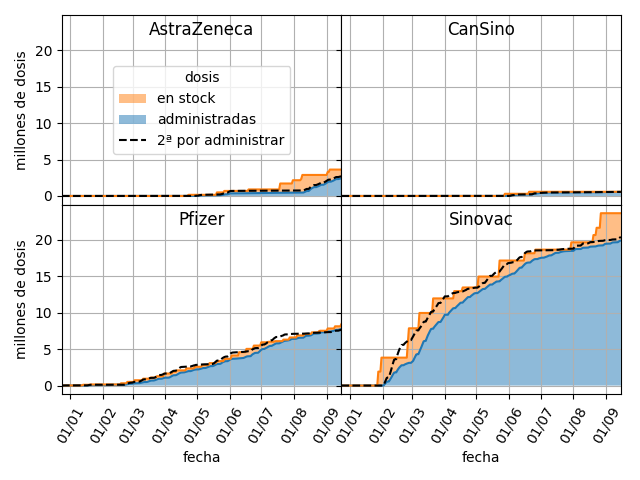 AstraZeneca
CanSino
millones de dosis
20
15
10
5
0
dosis
en stock
administradas
2ª por administrar
Pfizer
Sinovac
millones de dosis
20
15
10
5
0
01/01 01/02 01/03 01/04 01/05 01/06 01/07 01/08 01/09
01/01 01/02 01/03 01/04 01/05 01/06 01/07 01/08 01/09
fecha
fecha